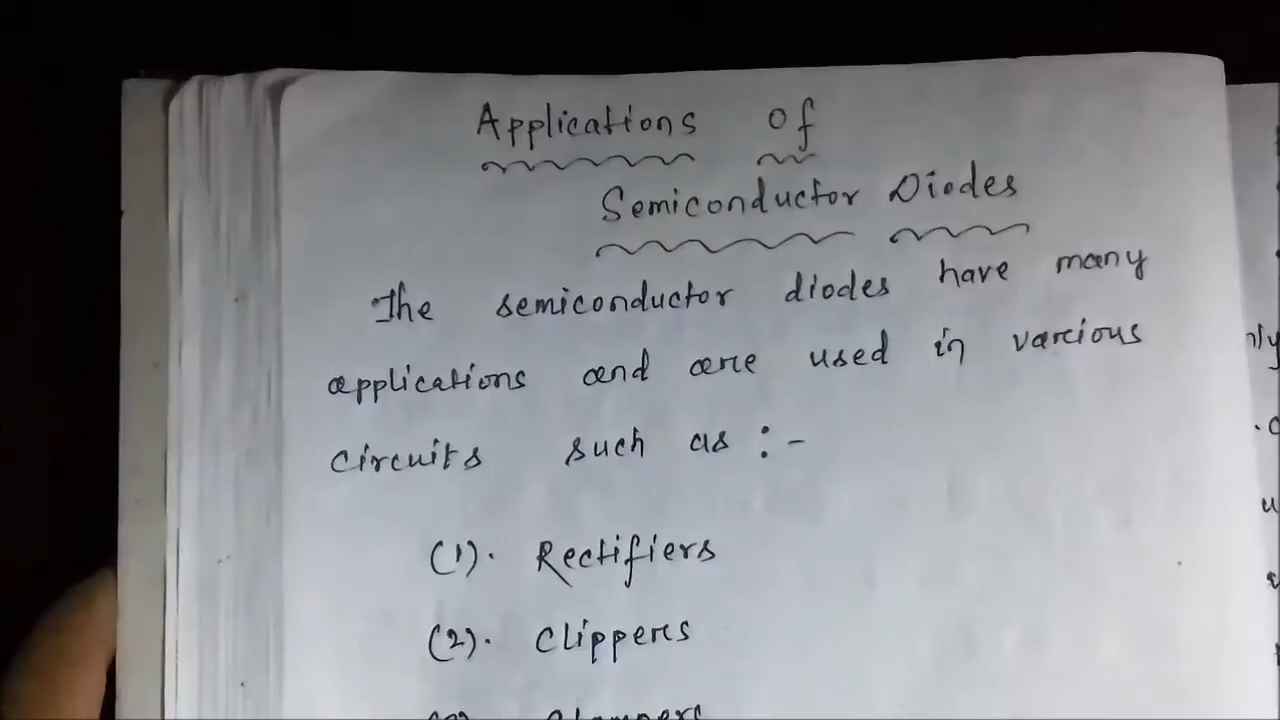 Applications of
Semiconductor Diodes
The semiconductor diodes have many
applications and are used in various
circuits such as :-
(1). Rectifiers
(2). Clippers